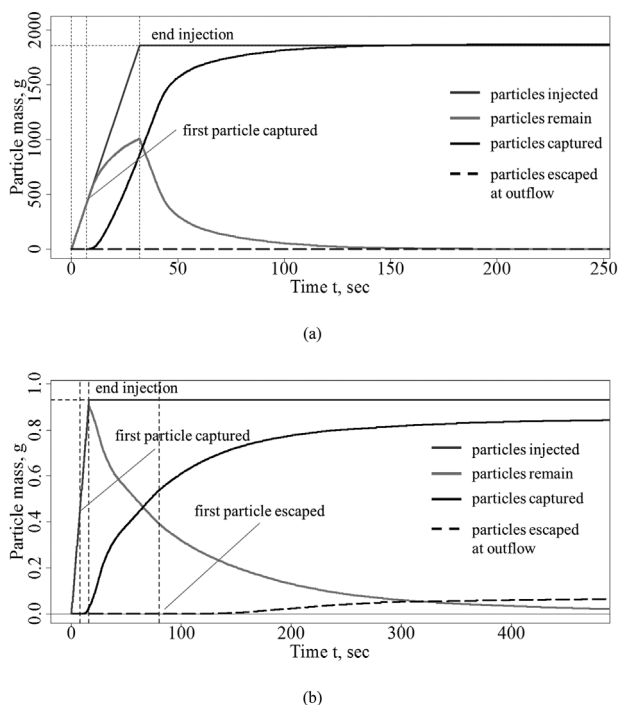 end injection
first particle captured
particles injected
particles remain
particles captured
particles escaped
at outflow
Particle mass, g
0 500 1000 1500 2000
0 50 100 150 200 250
Time t, sec
(a)
end injection
first particle captured
first particle escaped
particles injected
particles remain
particles captured
particles escaped
at outflow
Particle mass, g
0.0 0.2 0.4 0.6 0.8 1.0
0 100 200 300 400
Time t, sec
(b)